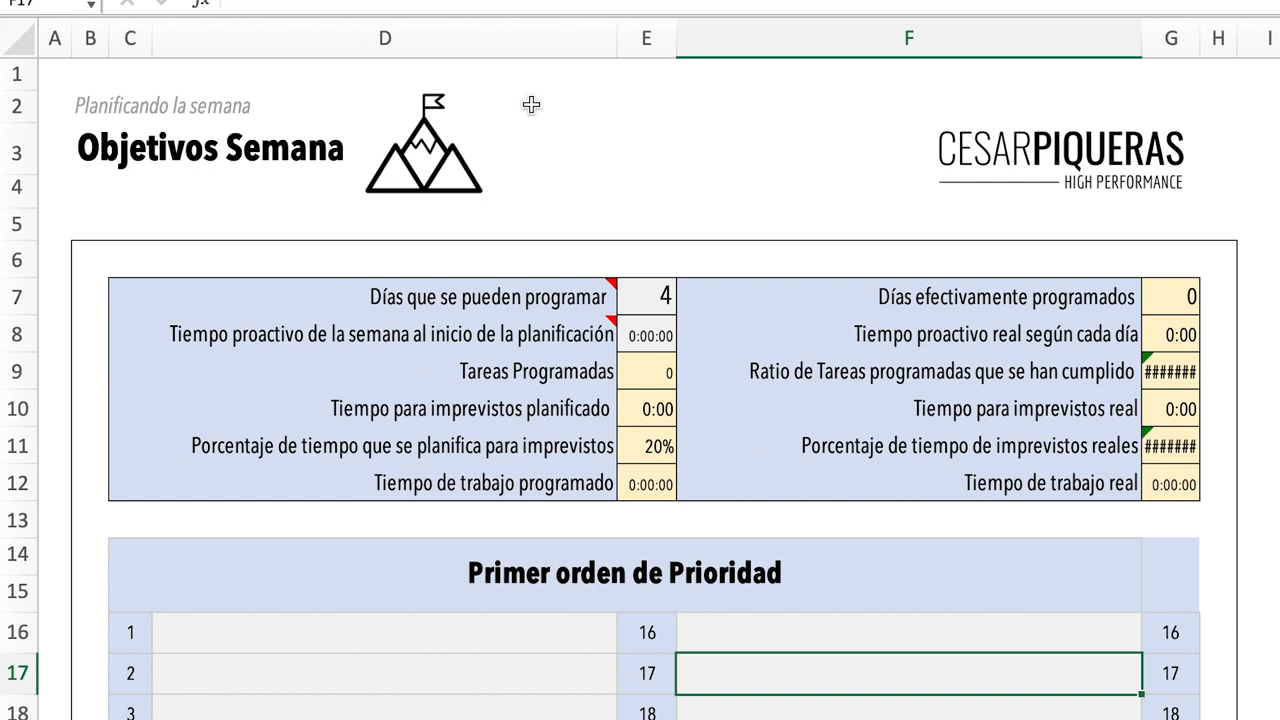 F17 fx
A B C D E F G H I
1
2 Planificando la semana
3 Objetivos Semana CESARPIQUERAS
4 HIGH PERFORMANCE
5
6
7 Días que se pueden programar 4 Días efectivamente programados 0
8 Tiempo proactivo de la semana al inicio de la planificación 0:00:00 Tiempo proactivo real según cada día 0:00
9 Tareas Programadas 0 Ratio de Tareas programadas que se han cumplido #######
10 Tiempo para imprevistos planificado 0:00 Tiempo para imprevistos real 0:00
11 Porcentaje de tiempo que se planifica para imprevistos 20% Porcentaje de tiempo de imprevistos reales #######
12 Tiempo de trabajo programado 0:00:00 Tiempo de trabajo real 0:00:00
13
14
Primer orden de Prioridad
15
16 1 16 16
17 2 17 17
18 3 18 18